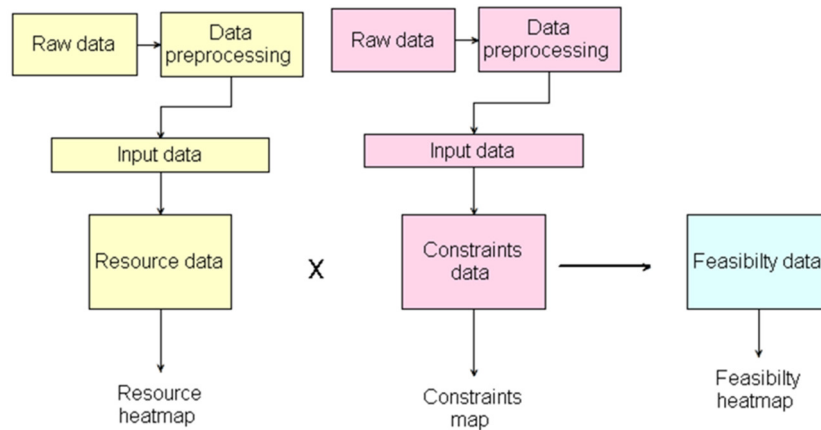 Raw data
Data
preprocessing
Input data
Resource data
Resource
heatmap
X
Raw data
Data
preprocessing
Input data
Constraints
data
Constraints
map
Feasibilty data
Feasibilty
heatmap